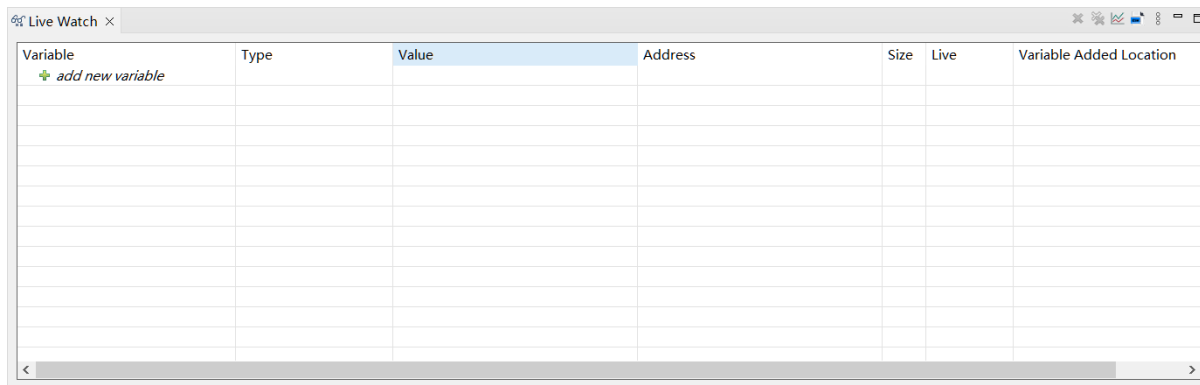 Live Watch
Variable Type Value Address Size Live Variable Added Location
add new variable